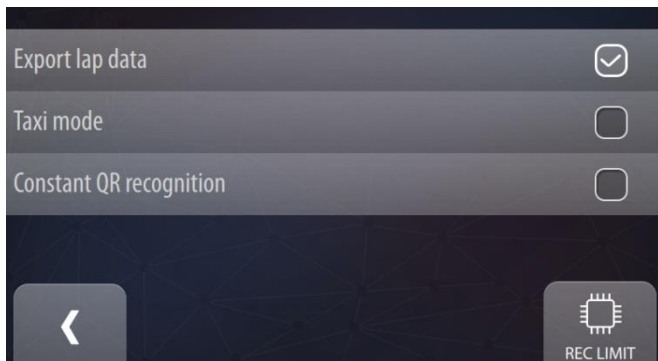 Export lap data
Taxi mode
Constant QR recognition
REC LIMIT